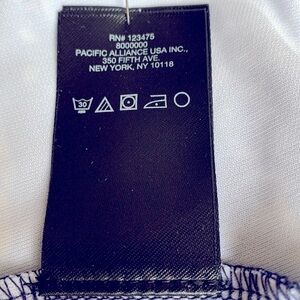 RN# 123475
8000000
PACIFIC ALLIANCE USA INC.,
350 FIFTH AVE
NEW YORK, NY 10118
30